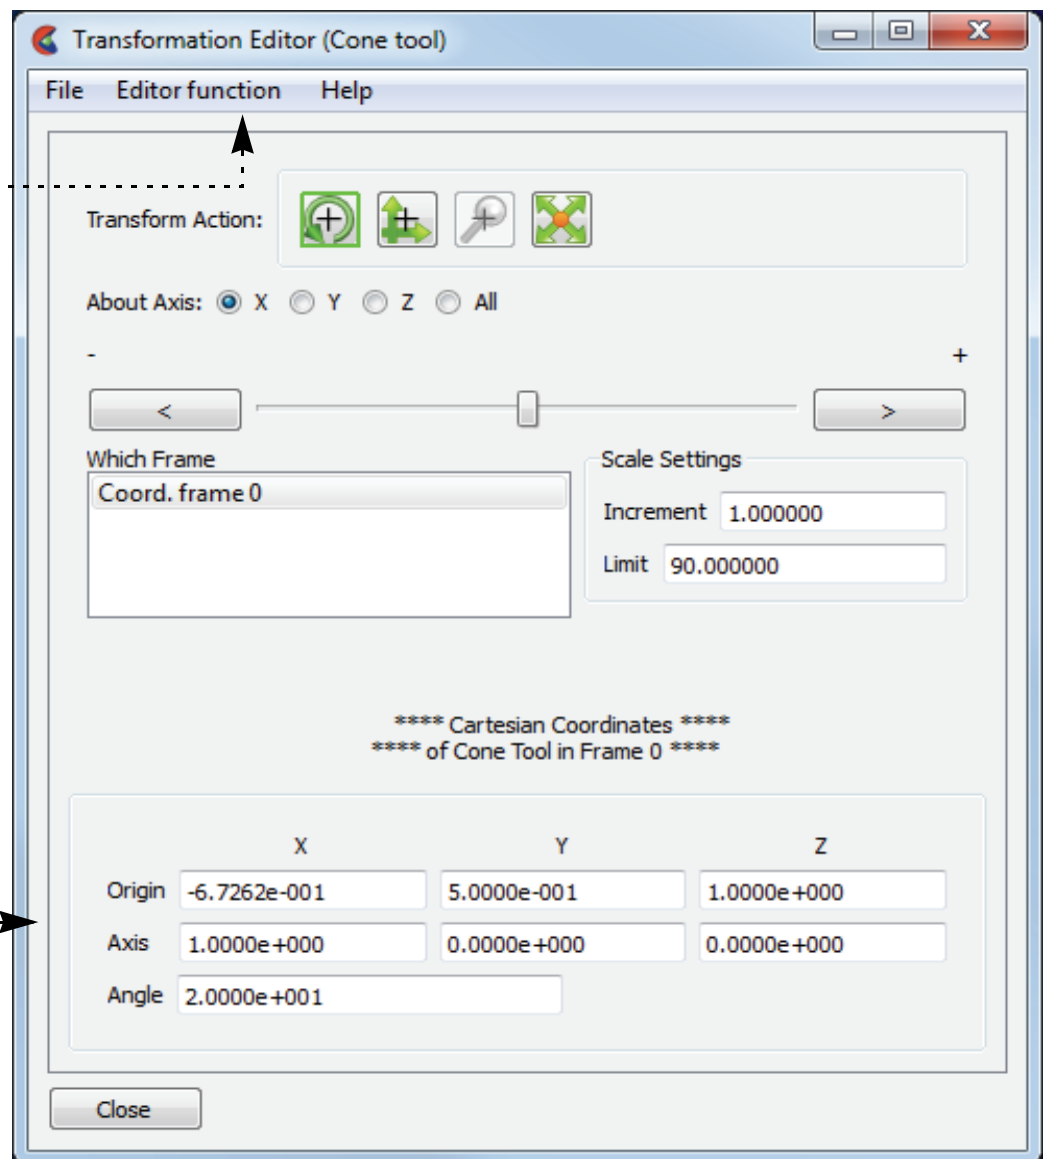 Transformation Editor (Cone tool)
File Editor function Help
Transform Action:
About Axis: X Y Z All
- +
< >
Which Frame Scale Settings
Coord. frame 0
Increment 1.000000
Limit 90.000000
**** Cartesian Coordinates ****
**** of Cone Tool in Frame 0 ****
X Y Z
Origin -6.7262e-001 5.0000e-001 1.0000e+000
Axis 1.0000e+000 0.0000e+000 0.0000e+000
Angle 2.0000e+001
Close